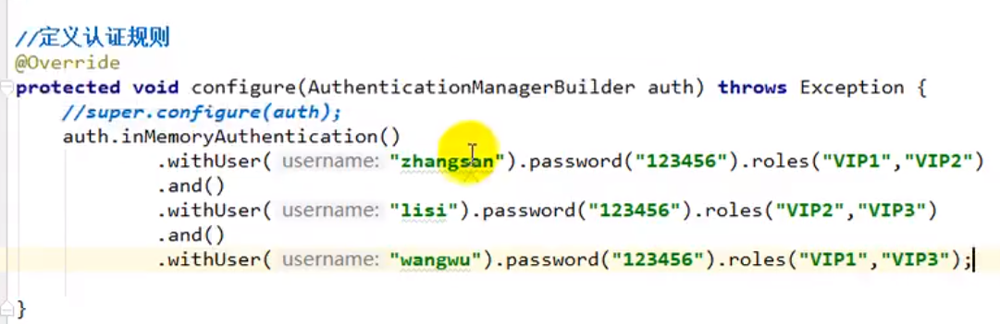 //定义认证规则
@Override
protected void configure(AuthenticationManagerBuilder auth) throws Exception {
//super.configure(auth);
auth.inMemoryAuthentication()
.withUser( username: "zhangsan").password("123456").roles("VIP1","VIP2")
.and()
.withUser( username: "lisi").password("123456").roles("VIP2","VIP3")
.and()
.withUser( username: "wangwu").password("123456").roles("VIP1","VIP3");
}